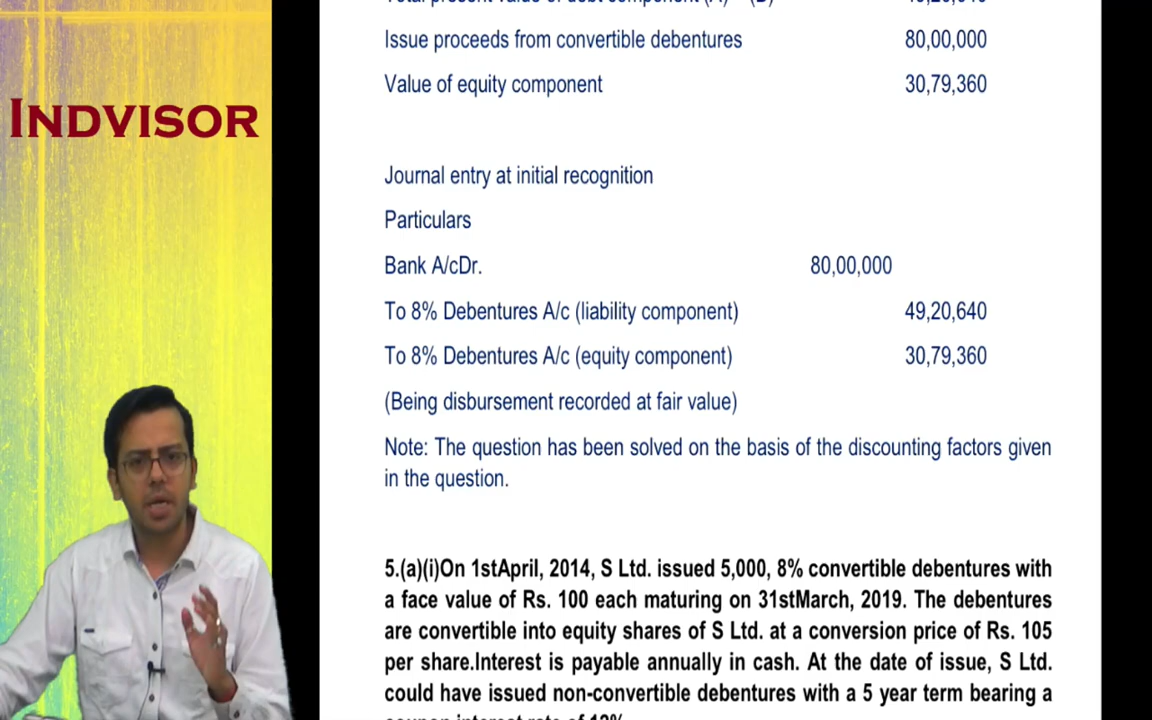 INDVISOR
Issue proceeds from convertible debentures 80,00,000
Value of equity component 30,79,360
Journal entry at initial recognition
Particulars
Bank A/cDr. 80,00,000
To 8% Debentures A/c (liability component) 49,20,640
To 8% Debentures A/c (equity component) 30,79,360
(Being disbursement recorded at fair value)
Note: The question has been solved on the basis of the discounting factors given
in the question.
5.(a)(i)On 1stApril, 2014, S Ltd. issued 5,000, 8% convertible debentures with
a face value of Rs. 100 each maturing on 31stMarch, 2019. The debentures
are convertible into equity shares of S Ltd. at a conversion price of Rs. 105
per share.Interest is payable annually in cash. At the date of issue, S Ltd.
could have issued non-convertible debentures with a 5 year term bearing a